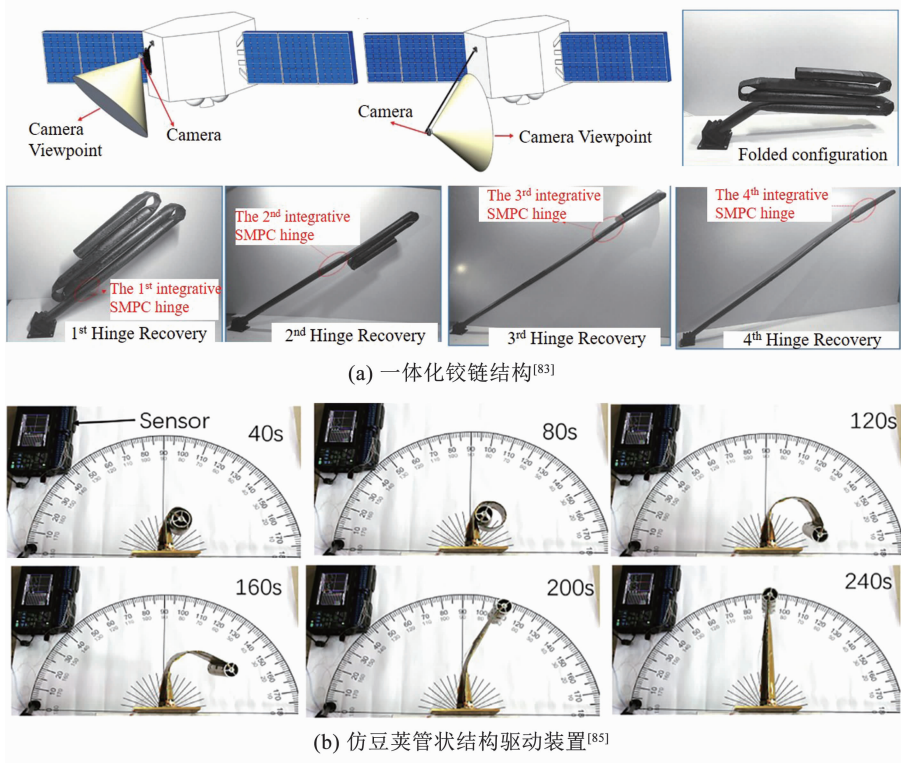 Camera
Viewpoint
Camera
Camera
Camera Viewpoint
Folded configuration
The 1st integrative
SMPC hinge
1st Hinge Recovery
The 2nd integrative
SMPC hinge
2nd Hinge Recovery
The 3rd integrative
SMPC hinge
3rd Hinge Recovery
The 4th integrative
SMPC hinge
4th Hinge Recovery
(a) 一体化铰链结构[83]
Sensor
40s
80s
120s
160s
200s
240s
(b) 仿豆荚管状结构驱动装置[85]